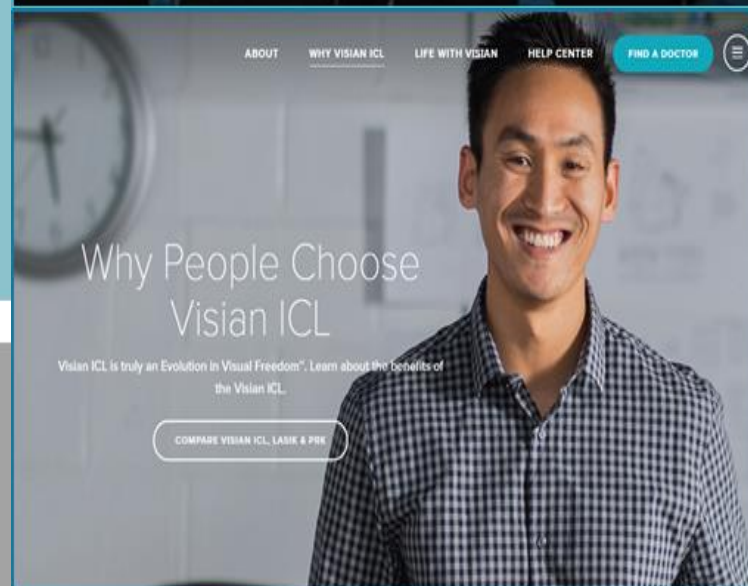 ABOUT WHY VISIAN ICL LIFE WITH VISIAN HELP CENTER FIND A DOCTOR
Why People Choose
Visian ICL
Visian ICL is truly an Evolution in Visual Freedom™. Learn about the benefits of
the Visian ICL.
COMPARE VISIAN ICL, LASIK & PRK